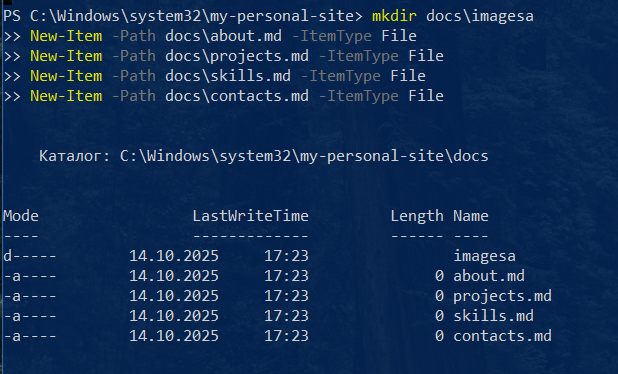 PS C:\Windows\system32\my-personal-site> mkdir docs\imagesa
>> New-Item -Path docs\about.md -ItemType File
>> New-Item -Path docs\projects.md -ItemType File
>> New-Item -Path docs\skills.md -ItemType File
>> New-Item -Path docs\contacts.md -ItemType File
Каталог: C:\Windows\system32\my-personal-site\docs
Mode LastWriteTime Length Name
---- ------------- ------ ----
d----- 14.10.2025 17:23 imagesa
-a---- 14.10.2025 17:23 0 about.md
-a---- 14.10.2025 17:23 0 projects.md
-a---- 14.10.2025 17:23 0 skills.md
-a---- 14.10.2025 17:23 0 contacts.md